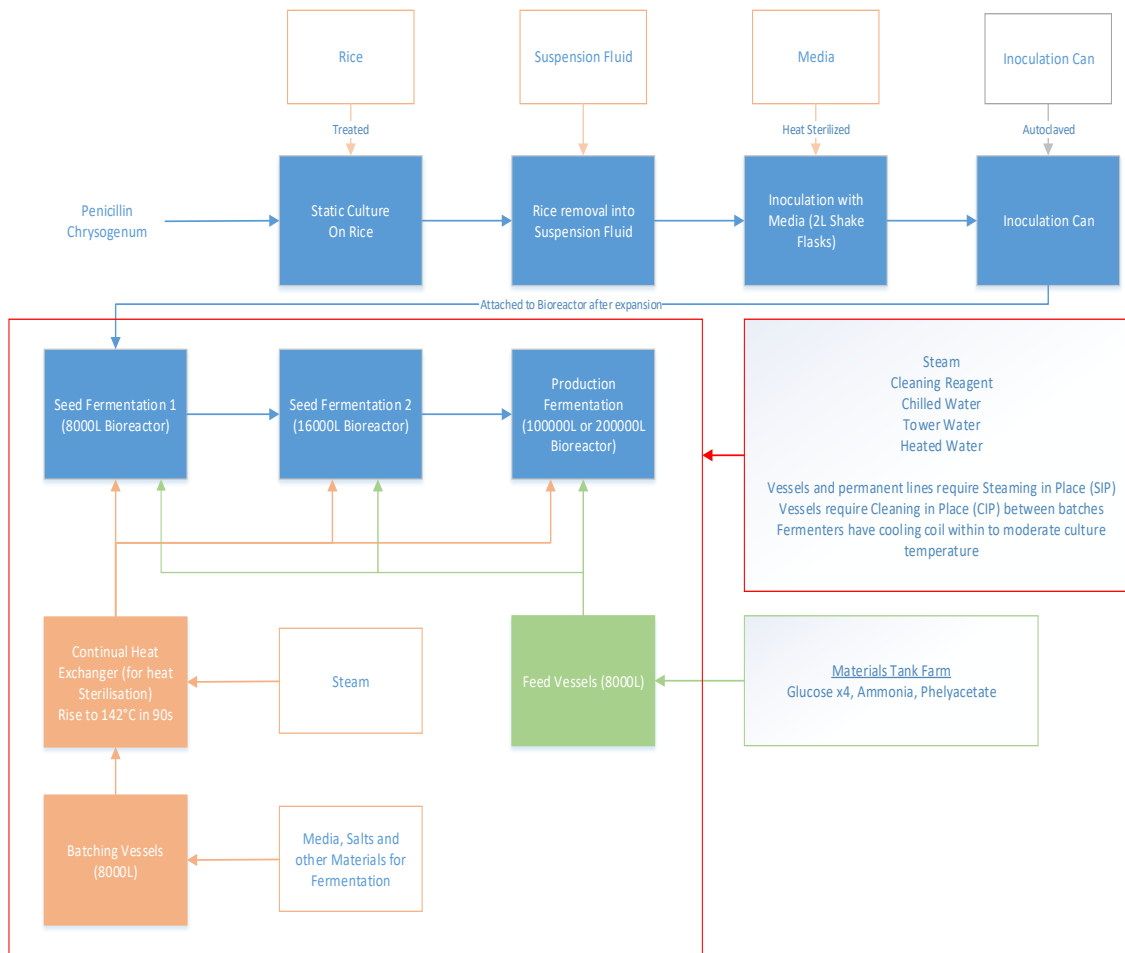 Rice
Suspension Fluid
Media
Inoculation Can
Treated
Heat Sterilized
Autoclaved
Penicillin
Chrysogenum
Static Culture
On Rice
Rice removal into
Suspension Fluid
Inoculation with
Media (2L Shake
Flasks)
Inoculation Can
Attached to Bioreactor after expansion
Seed Fermentation 1
(8000L Bioreactor)
Seed Fermentation 2
(16000L Bioreactor)
Production
Fermentation
(100000L or 200000L
Bioreactor)
Steam
Cleaning Reagent
Chilled Water
Tower Water
Heated Water
Vessels and permanent lines require Steaming in Place (SIP)
Vessels require Cleaning in Place (CIP) between batches
Fermenters have cooling coil within to moderate culture
temperature
Continual Heat
Exchanger (for heat
Sterilisation)
Rise to 142°C in 90s
Steam
Feed Vessels (8000L)
Materials Tank Farm
Glucose x4, Ammonia, Phelyacetate
Batching Vessels
(8000L)
Media, Salts and
other Materials for
Fermentation